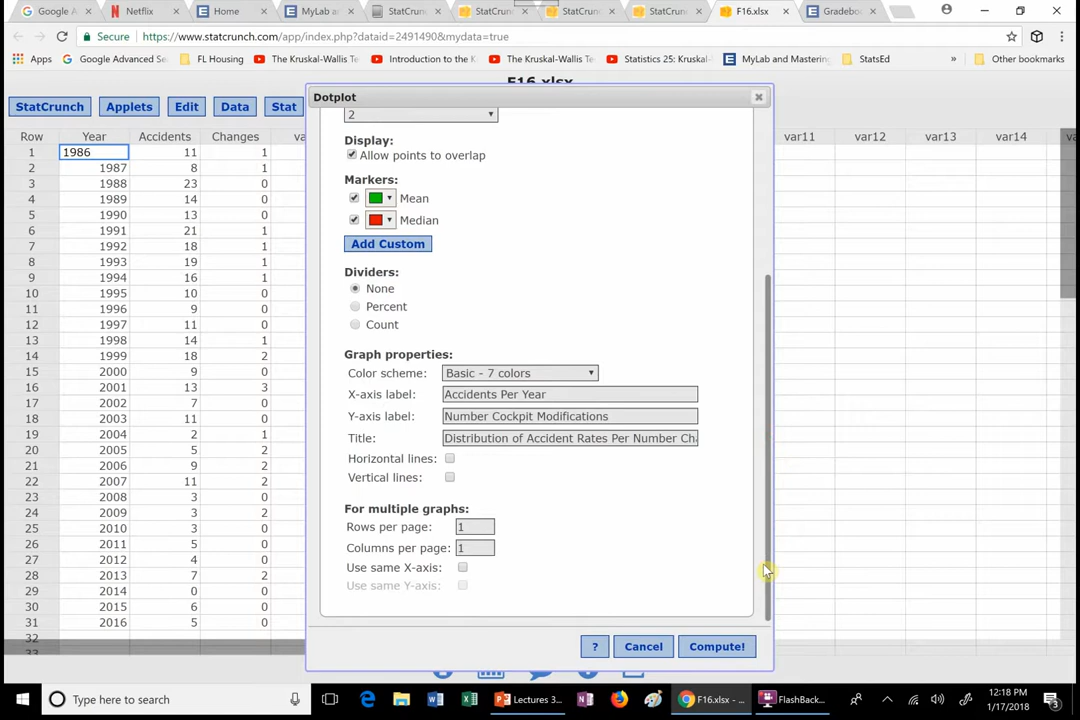 Google A
Netflix
Home
MyLab a
StatCrun
StatCrun
StatCrun
StatCrun
F16.xlsx
Gradebo
Secure
https://www.statcrunch.com/app/index.php?dataid=2491490&mydata=true
Apps
Google Advanced Se
FL Housing
The Kruskal-Wallis Te
Introduction to the K
The Kruskal-Wallis Te
Statistics 25: Kruskal-
MyLab and Mastering
StatsEd
»
Other bookmarks
F16.xlsx
StatCrunch
Applets
Edit
Data
Stat
Row Year Accidents Changes va
var11 var12 var13 var14 va
1 1986 11 1
2 1987 8 1
3 1988 23 0
4 1989 14 0
5 1990 13 0
6 1991 21 1
7 1992 18 1
8 1993 19 1
9 1994 16 1
10 1995 10 0
11 1996 9 0
12 1997 11 0
13 1998 14 1
14 1999 18 2
15 2000 9 0
16 2001 13 3
17 2002 7 0
18 2003 11 0
19 2004 2 1
20 2005 5 2
21 2006 9 2
22 2007 11 2
23 2008 3 0
24 2009 3 2
25 2010 3 0
26 2011 5 0
27 2012 4 0
28 2013 7 2
29 2014 0 0
30 2015 6 0
31 2016 5 0
32
33
Dotplot
2
Display:
Allow points to overlap
Markers:
Mean
Median
Add Custom
Dividers:
None
Percent
Count
Graph properties:
Color scheme: Basic - 7 colors
X-axis label: Accidents Per Year
Y-axis label: Number Cockpit Modifications
Title: Distribution of Accident Rates Per Number Cha
Horizontal lines:
Vertical lines:
For multiple graphs:
Rows per page: 1
Columns per page: 1
Use same X-axis:
Use same Y-axis:
?
Cancel
Compute!
Type here to search
Lectures 3...
F16.xlsx - ...
FlashBack...
12:18 PM
1/17/2018
3